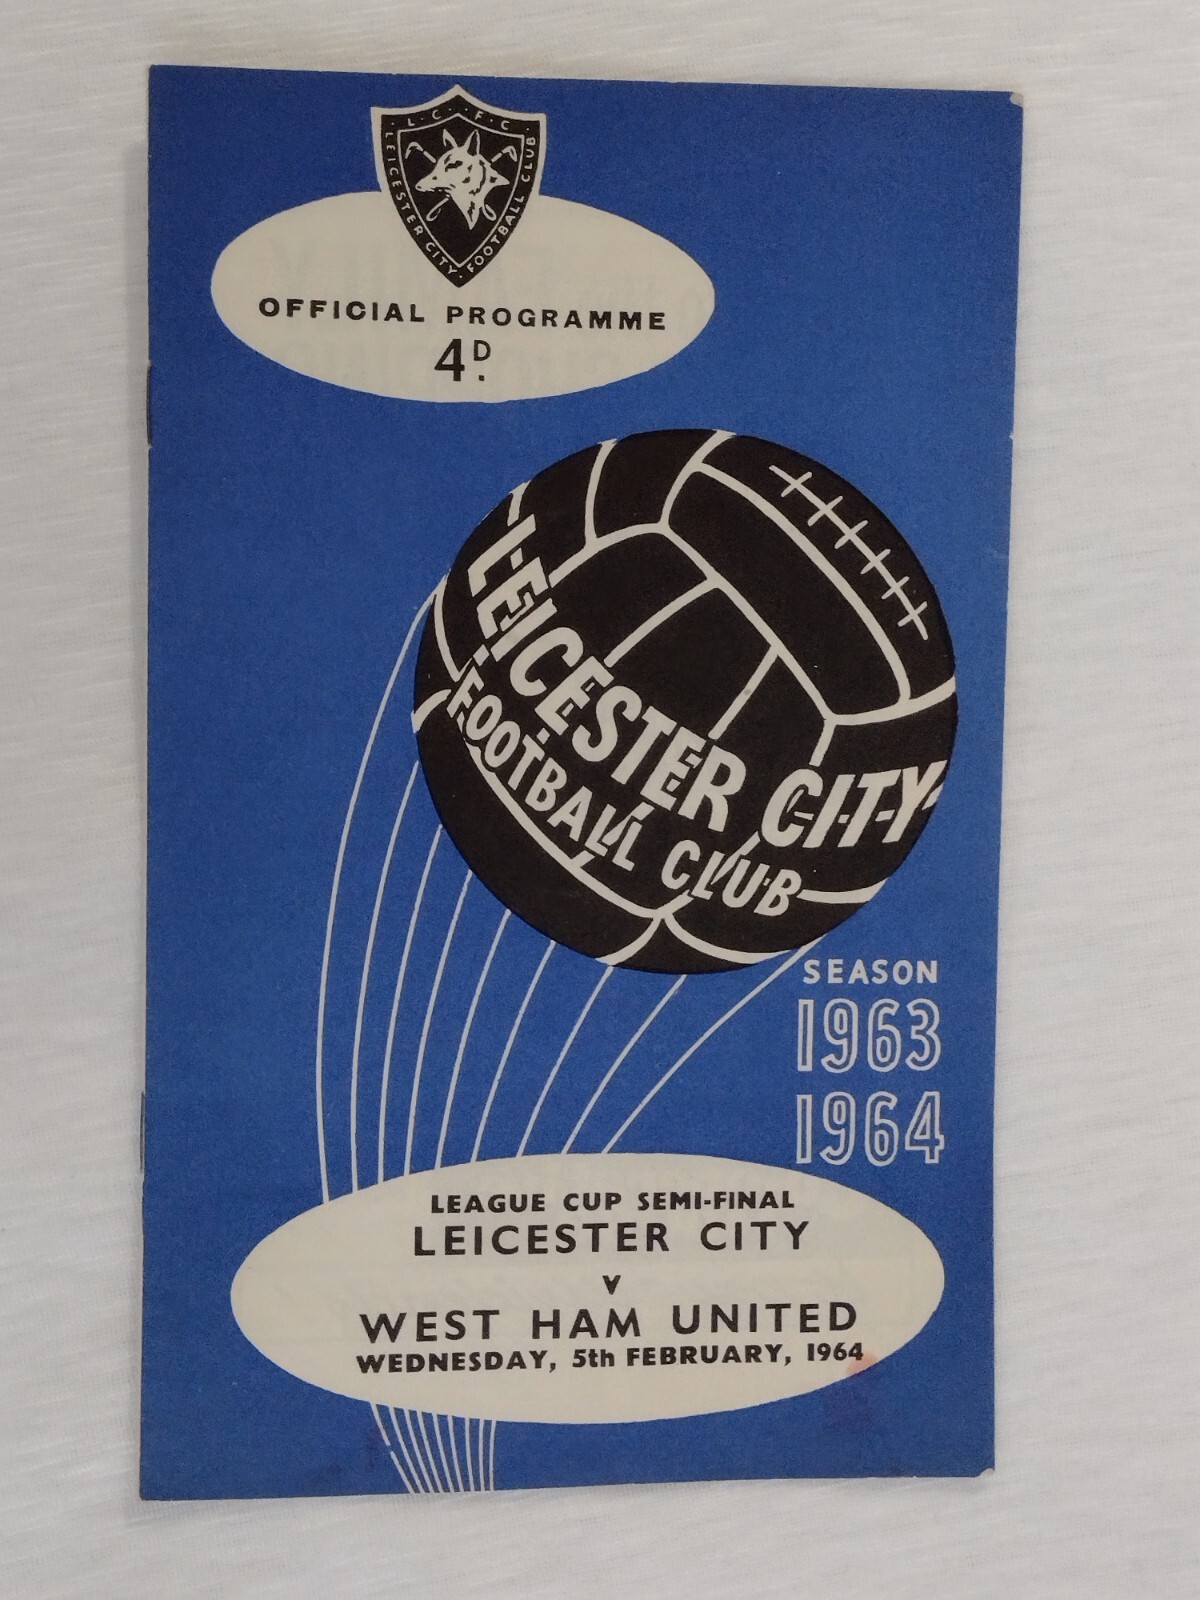 L.C.F.C.
LEICESTER CITY FOOTBALL CLUB
OFFICIAL PROGRAMME
4D.
LEICESTER CITY
FOOTBALL CLUB
SEASON
1963
1964
LEAGUE CUP SEMI-FINAL
LEICESTER CITY
v
WEST HAM UNITED
WEDNESDAY, 5th FEBRUARY, 1964